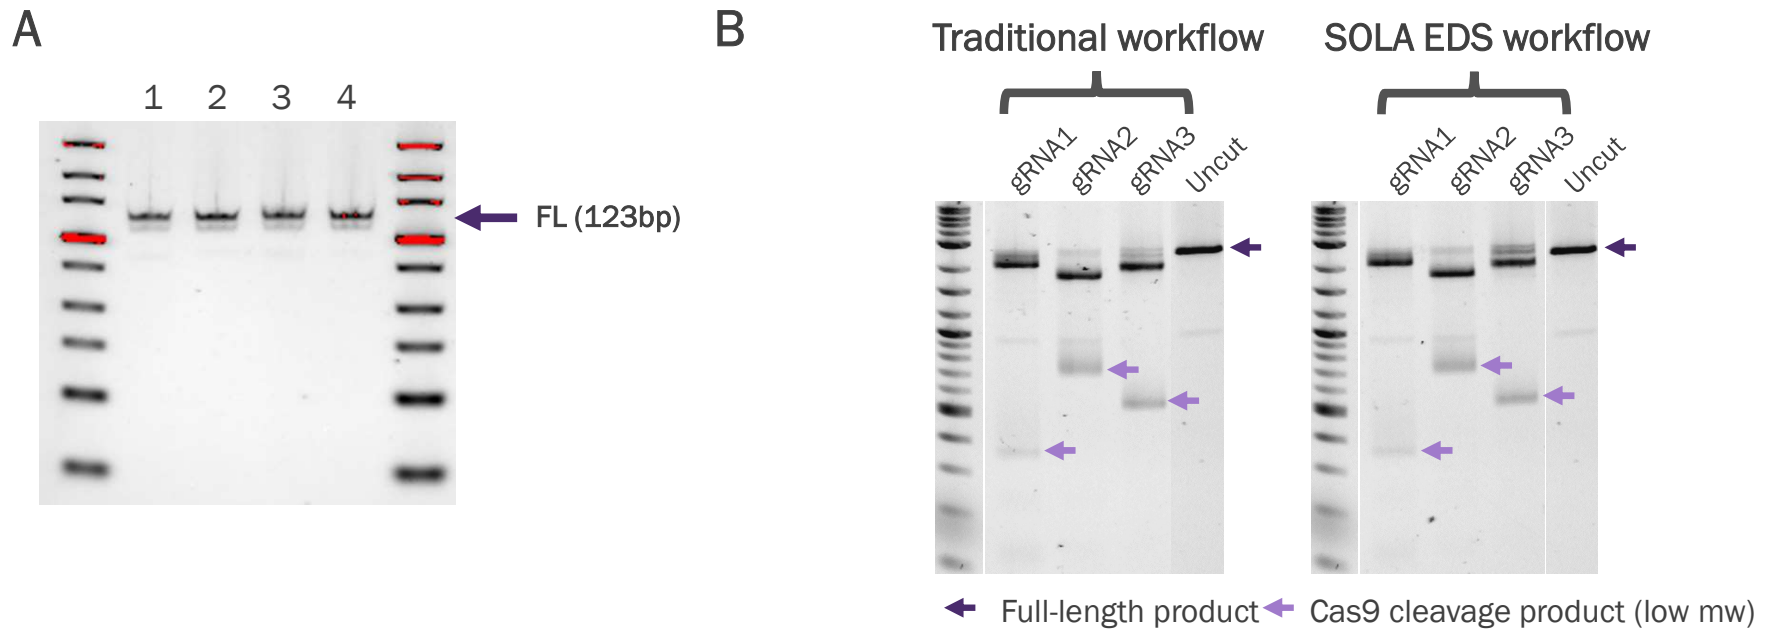 A
1 2 3 4
FL (123bp)
B
Traditional workflow
gRNA1
gRNA2
gRNA3
Uncut
SOLA EDS workflow
gRNA1
gRNA2
gRNA3
Uncut
Full-length product
Cas9 cleavage product (low mw)